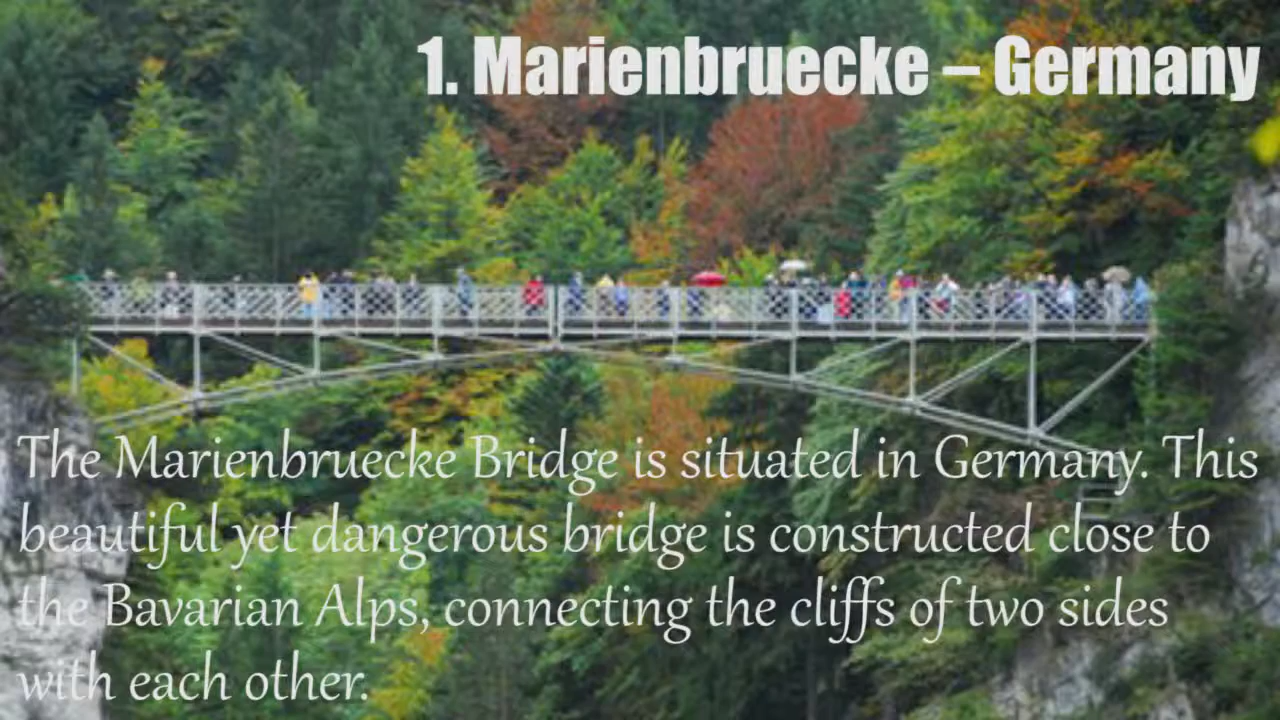 1. Marienbruecke – Germany
The Marienbruecke Bridge is situated in Germany. This
beautiful yet dangerous bridge is constructed close to
the Bavarian Alps, connecting the cliffs of two sides
with each other.